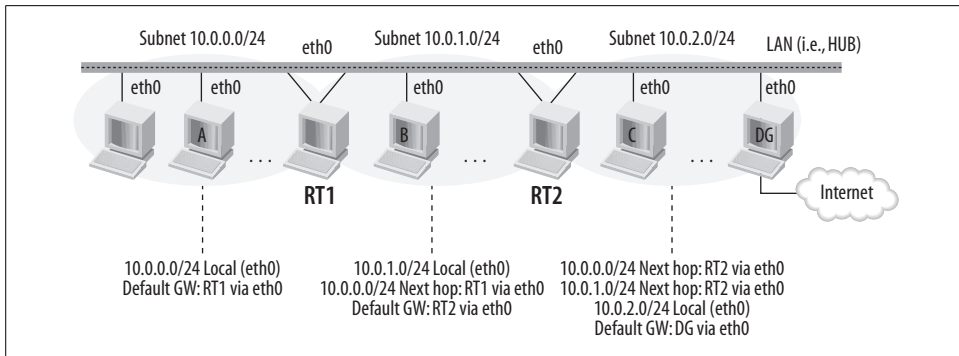 Subnet 10.0.0.0/24
eth0
Subnet 10.0.1.0/24
eth0
Subnet 10.0.2.0/24
LAN (i.e., HUB)
eth0
eth0
eth0
eth0
eth0
A
B
C
DG
...
...
...
RT1
RT2
Internet
10.0.0.0/24 Local (eth0)
Default GW: RT1 via eth0
10.0.1.0/24 Local (eth0)
10.0.0.0/24 Next hop: RT1 via eth0
Default GW: RT2 via eth0
10.0.0.0/24 Next hop: RT2 via eth0
10.0.1.0/24 Next hop: RT2 via eth0
10.0.2.0/24 Local (eth0)
Default GW: DG via eth0